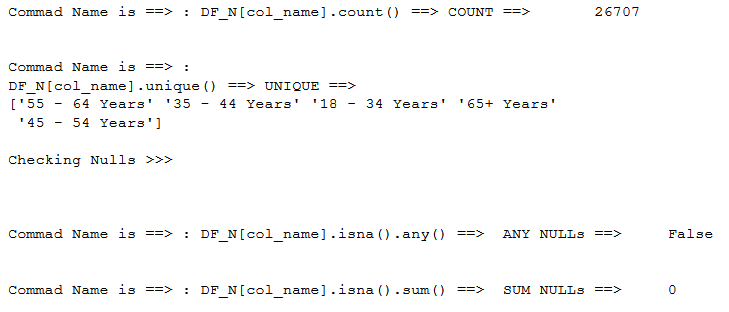 Commad Name is ==> : DF_N[col_name].count() ==> COUNT ==> 26707
Commad Name is ==> :
DF_N[col_name].unique() ==> UNIQUE ==>
['55 - 64 Years' '35 - 44 Years' '18 - 34 Years' '65+ Years'
'45 - 54 Years']
Checking Nulls >>>
Commad Name is ==> : DF_N[col_name].isna().any() ==> ANY NULLs ==> False
Commad Name is ==> : DF_N[col_name].isna().sum() ==> SUM NULLs ==> 0